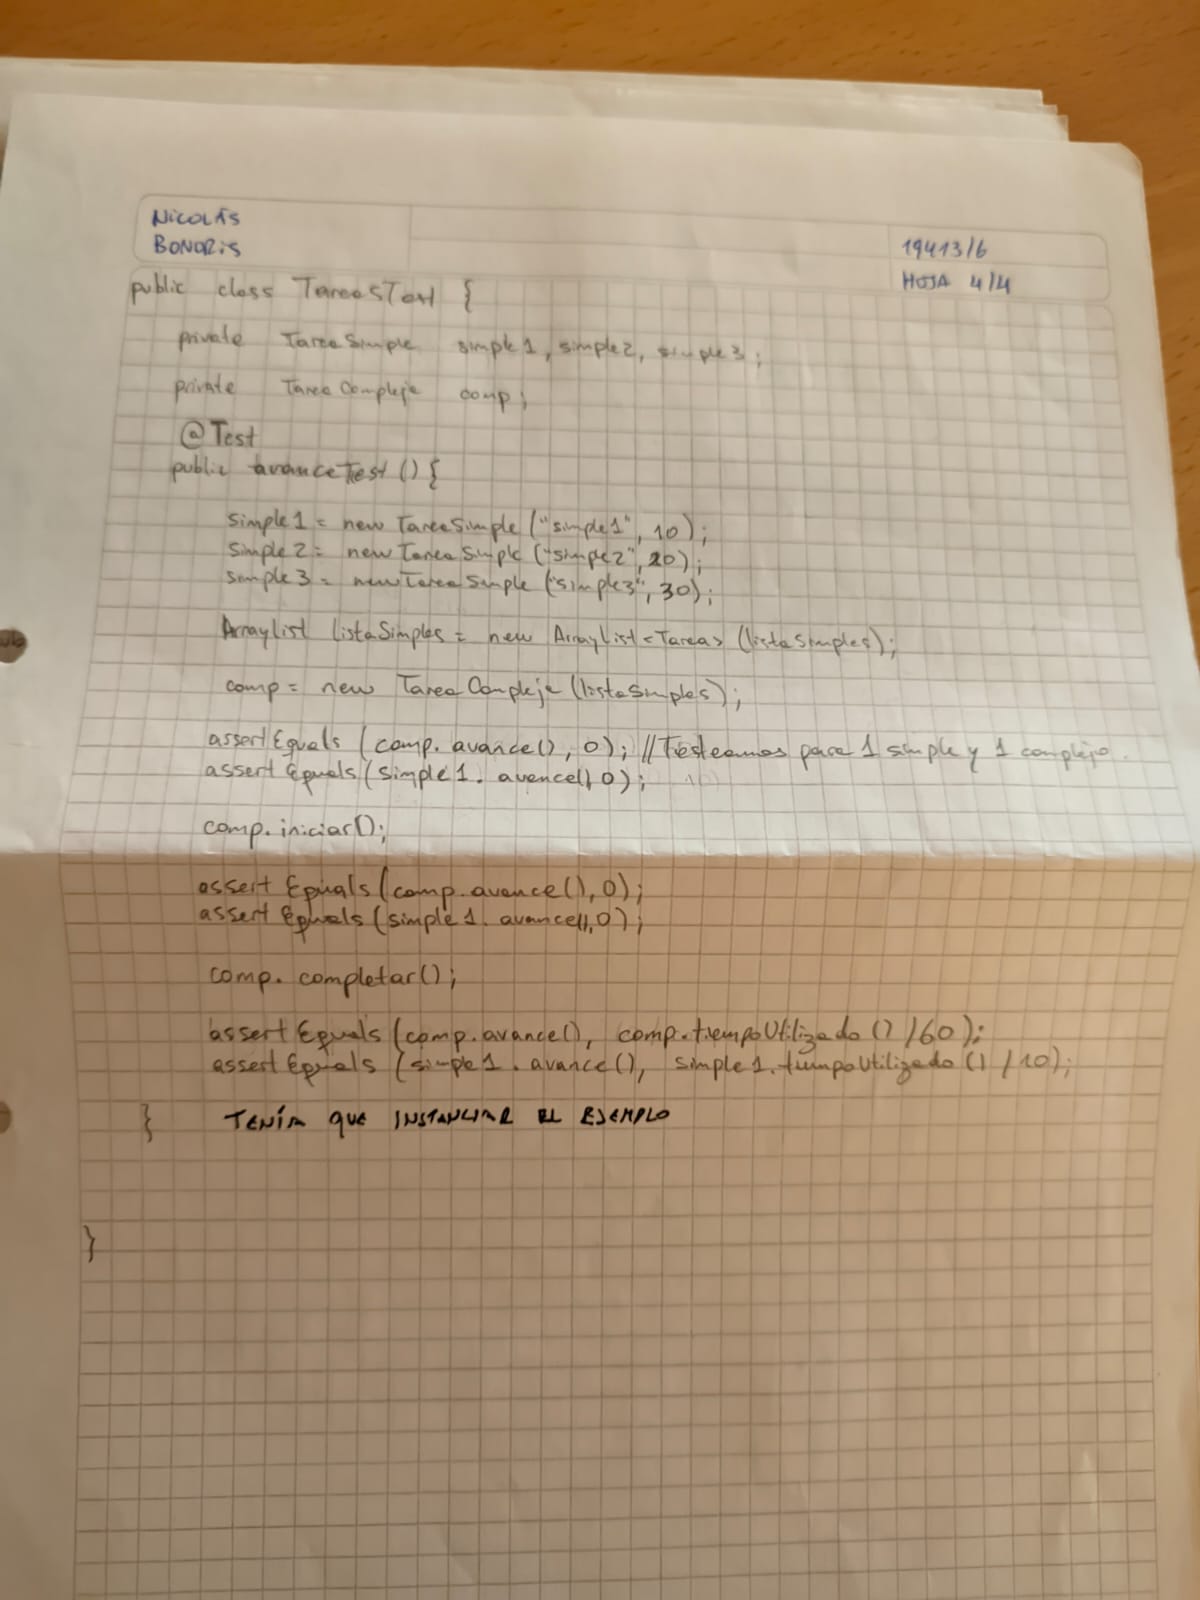 NICOLÁS
BONORIS
19413/6
HOJA 4/4
public class TareasTest {
private TareaSimple simple1, simple2, simple3;
private TareaCompleja comp;
@Test
public avanceTest () {
simple1 = new TareaSimple ("simple1", 10);
simple2 = new TareaSimple ("simple2", 20);
simple3 = new TareaSimple ("simple3", 30);
ArrayList listaSimples = new ArrayList<Tarea> (listaSimples);
comp = new TareaCompleja (listaSimples);
assertEquals (comp. avance(), 0); // Testeamos para 1 simple y 1 complejo.
assertEquals (simple1. avance(), 0);
comp. iniciar();
assertEquals (comp. avance(), 0);
assertEquals (simple1. avance(), 0);
comp. completar();
assertEquals (comp. avance(), comp. tiempoUtilizado () / 60);
assertEquals (simple1. avance(), simple1. tiempoUtilizado () / 10);
} TENÍA QUE INSTANCIAR EL EJEMPLO
}